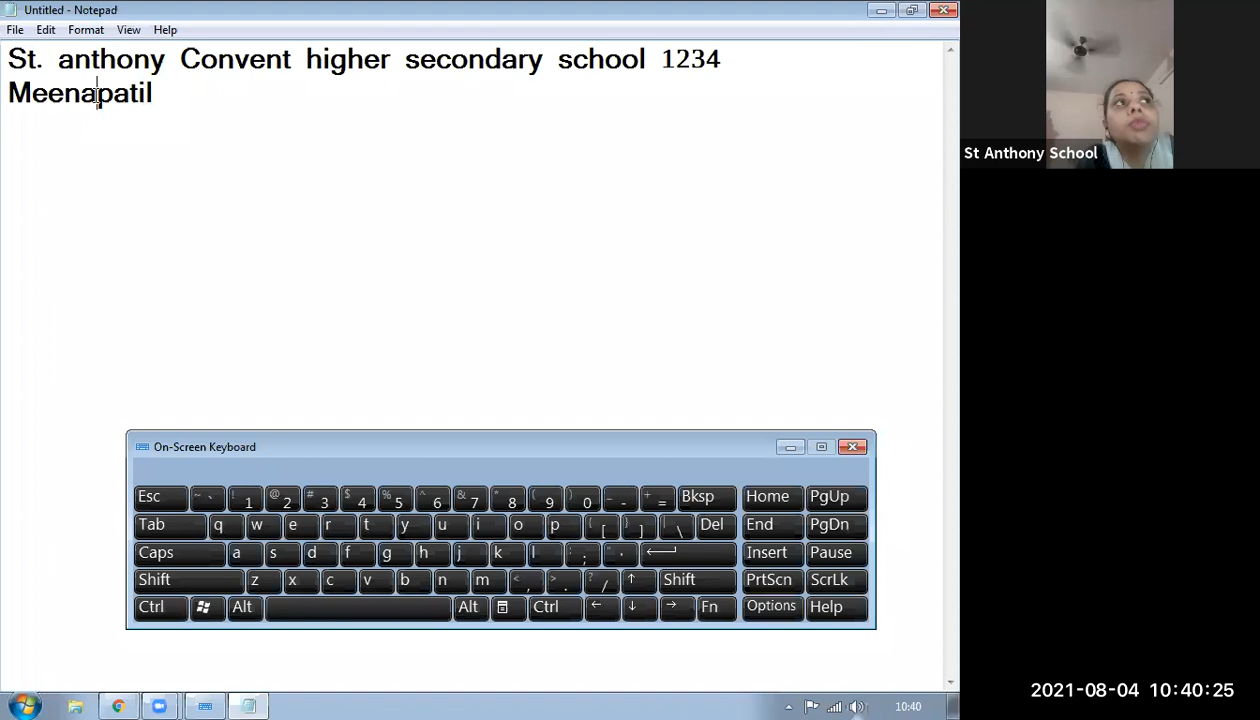 Untitled - Notepad
File Edit Format View Help
St. anthony Convent higher secondary school 1234
Meenapatil
St Anthony School
On-Screen Keyboard
Esc ~ ` ! 1 @ 2 # 3 $ 4 % 5 ^ 6 & 7 * 8 ( 9 ) 0 _ - + = Bksp Home PgUp
Tab q w e r t y u i o p { [ } ] | \ Del End PgDn
Caps a s d f g h j k l : ; " ' Insert Pause
Shift z x c v b n m < , > . ? / ↑ Shift PrtScn ScrLk
Ctrl Alt Alt Ctrl ← ↓ → Fn Options Help
2021-08-04 10:40:25
10:40